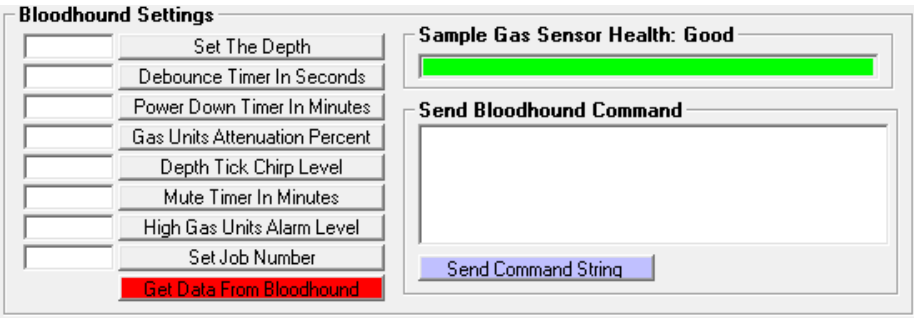 Bloodhound Settings
Set The Depth
Debounce Timer In Seconds
Power Down Timer In Minutes
Gas Units Attenuation Percent
Depth Tick Chirp Level
Mute Timer In Minutes
High Gas Units Alarm Level
Set Job Number
Get Data From Bloodhound
Sample Gas Sensor Health: Good
Send Bloodhound Command
Send Command String